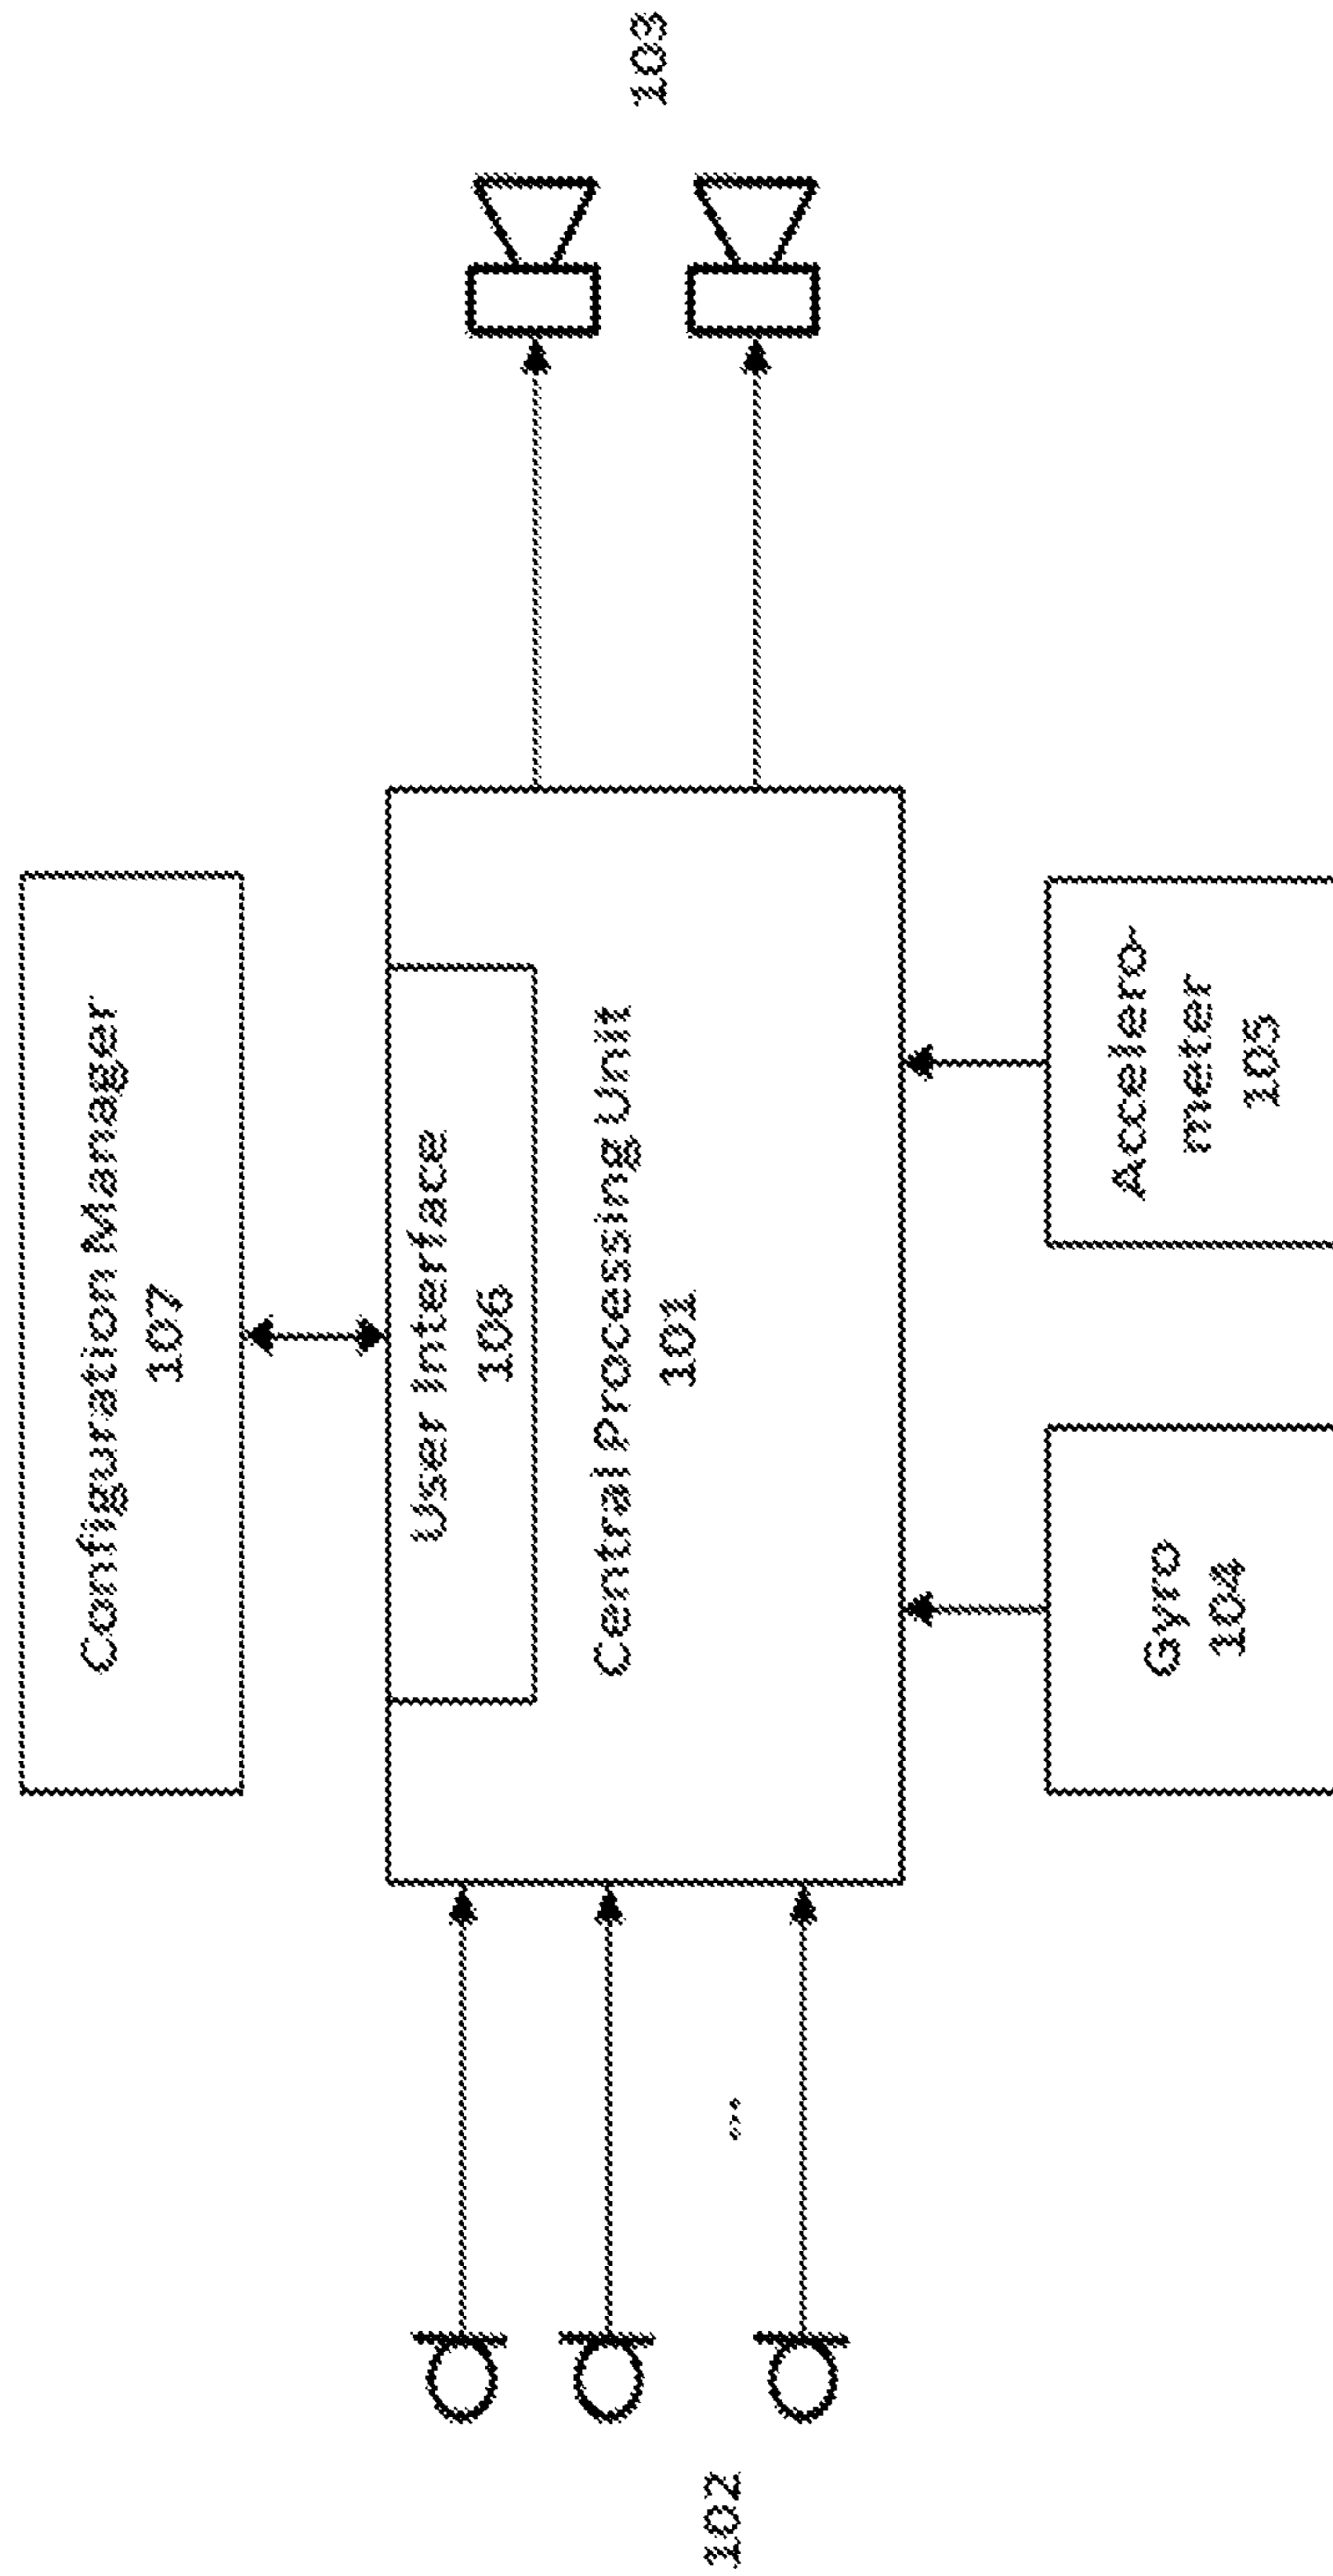 Configuration Manager
107
User Interface
106
Central Processing Unit
101
102
...
103
Gyro
104
Accelero-
meter
105